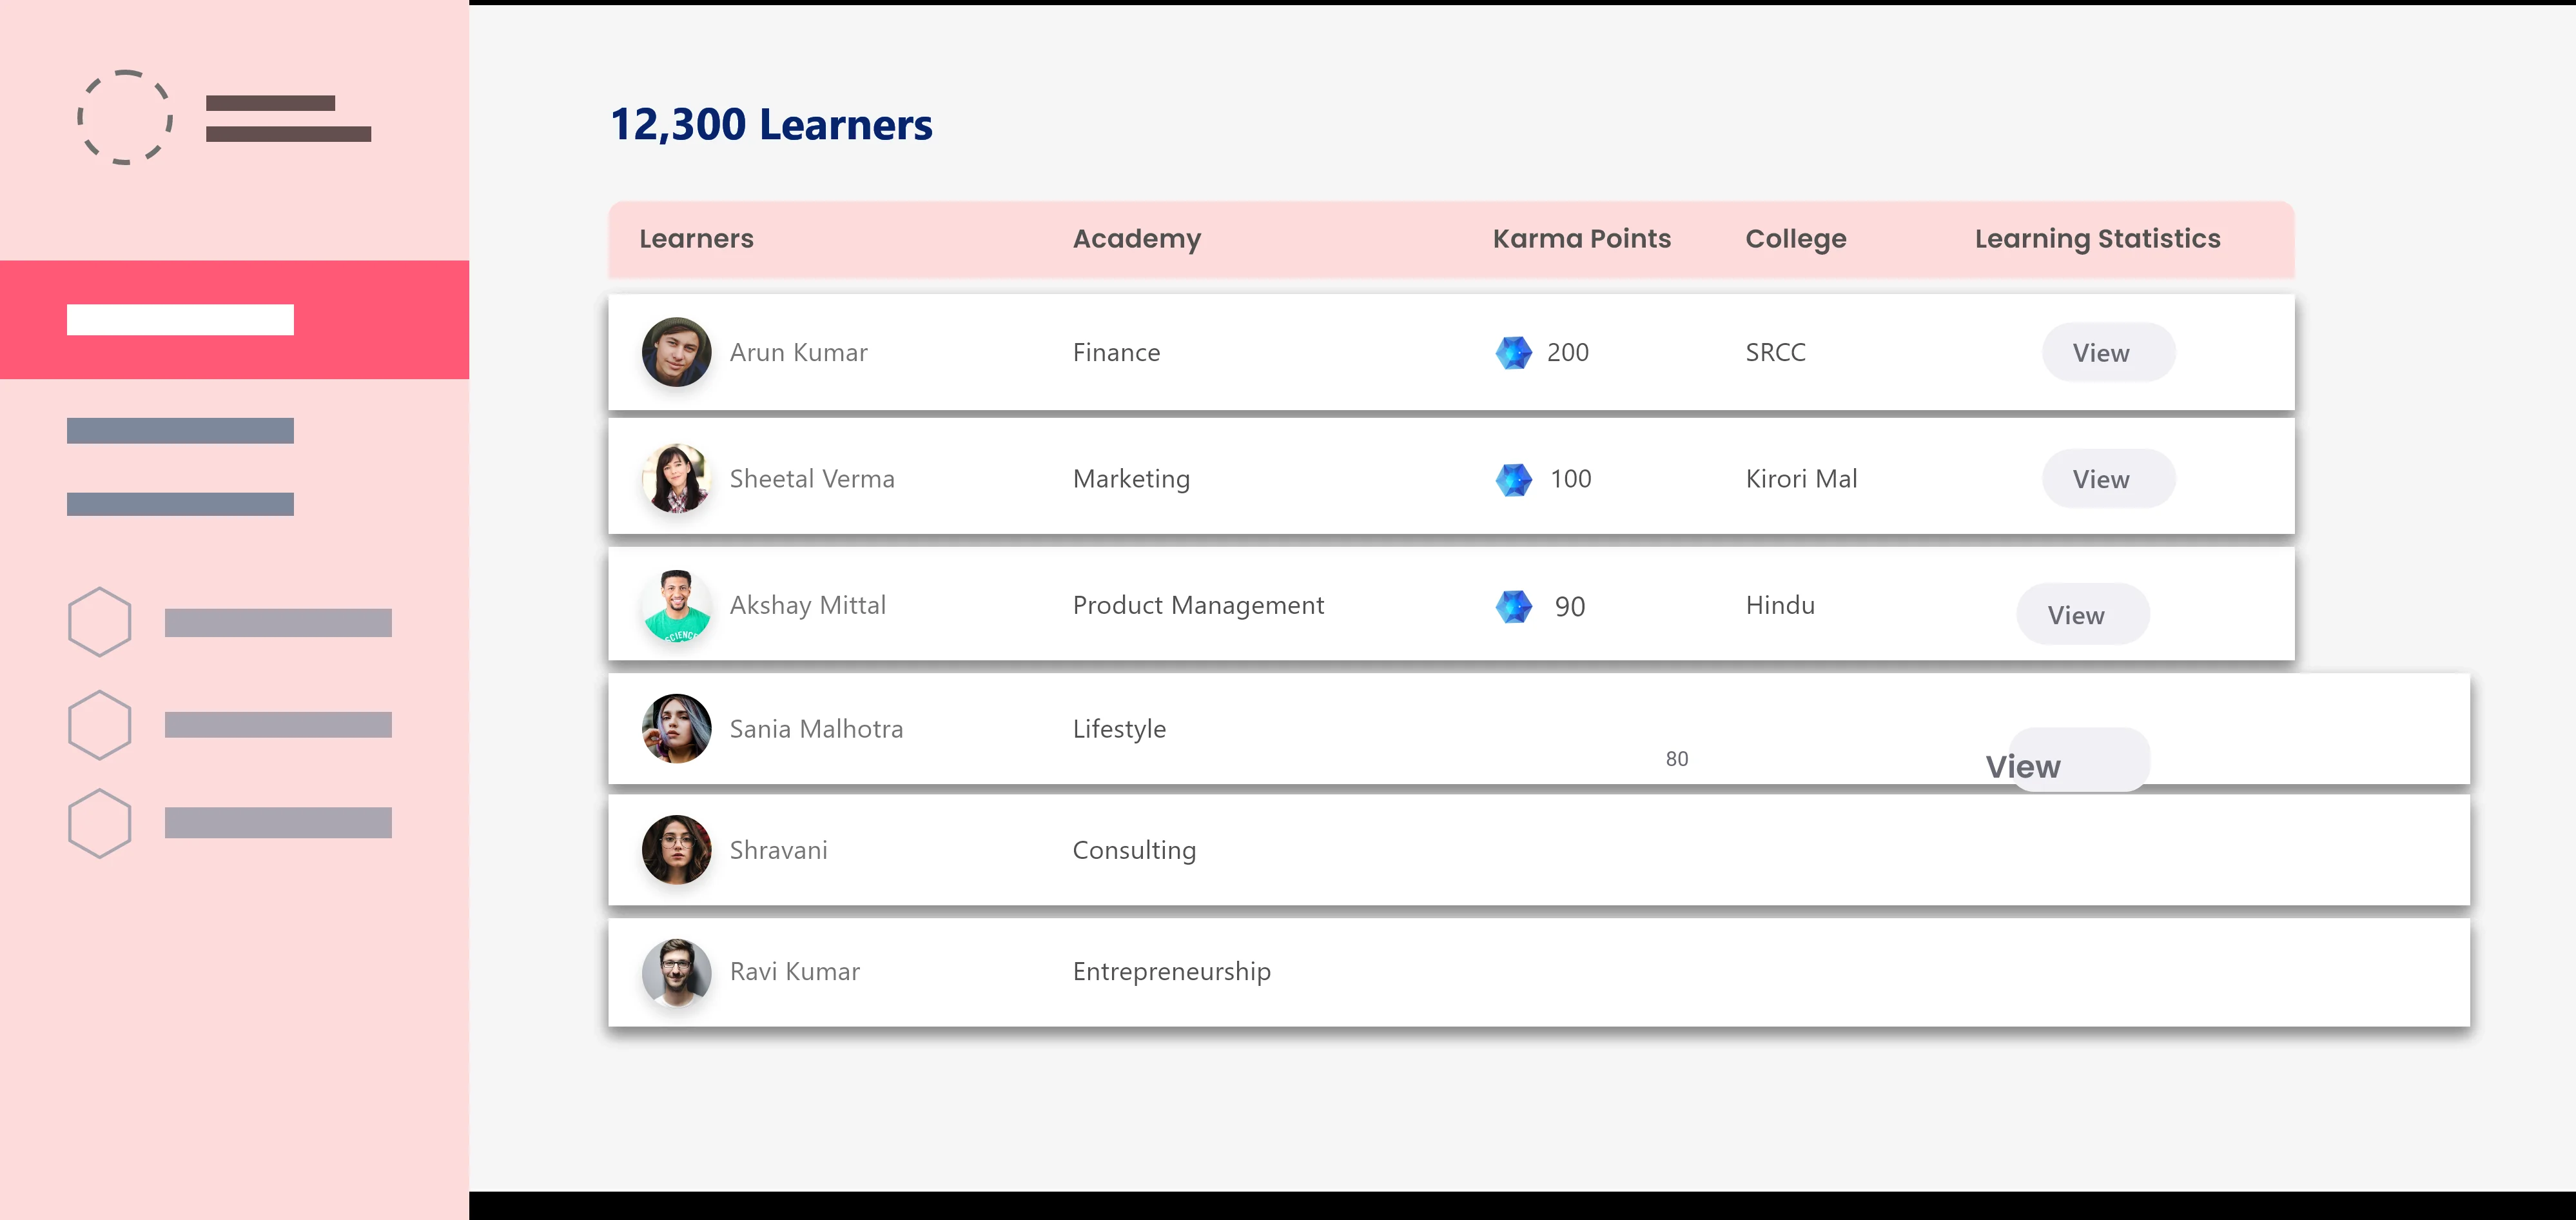 12,300 Learners
Learners Academy Karma Points College Learning Statistics
Arun Kumar Finance 200 SRCC View
Sheetal Verma Marketing 100 Kirori Mal View
Akshay Mittal Product Management 90 Hindu View
SCIENCE
Sania Malhotra Lifestyle 80 View
Shravani Consulting
Ravi Kumar Entrepreneurship